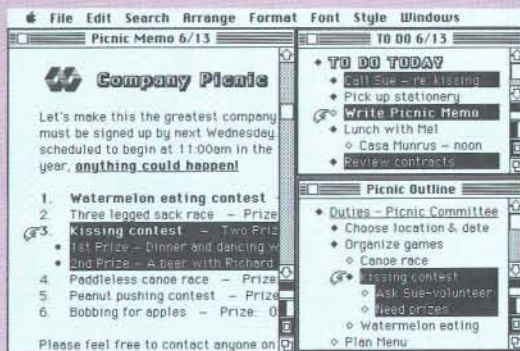 File Edit Search Arrange Format Font Style Windows
Picnic Memo 6/13
Company Picnic
Let's make this the greatest company
must be signed up by next Wednesday.
scheduled to begin at 11:00am in the
year, anything could happen!
1. Watermelon eating contest -
2. Three legged sack race - Prize
3. Kissing contest - Two Priz
• 1st Prize - Dinner and dancing w
• 2nd Prize - A beer with Richard
4. Paddleless canoe race - Prize:
5. Peanut pushing contest - Prize
6. Bobbing for apples - Prize: 0
Please feel free to contact anyone on
TO DO 6/13
TO DO TODAY
Call Sue - re: kissing
Pick up stationery
Write Picnic Memo
Lunch with Mel
Casa Munrus - noon
Review contracts
Picnic Outline
Duties - Picnic Committee
Choose location & date
Organize games
Canoe race
Kissing contest
Ask Sue-volunteer
Need prizes
Watermelon eating
Plan Menu